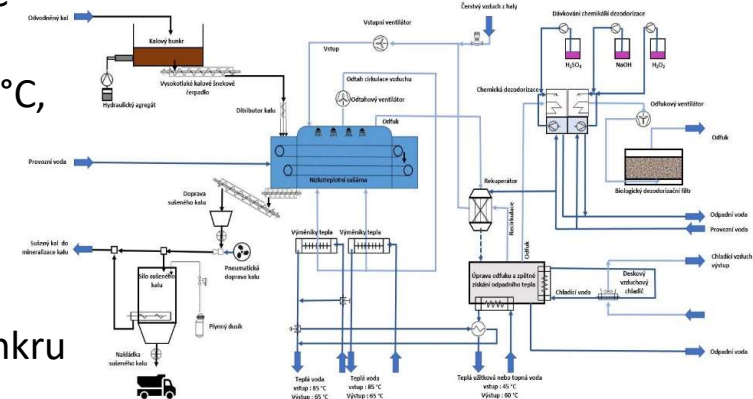 °C,
nkru
Odvodněný kal
Kalový bunkr
Vysokotlaké kalové šnekové
čerpadlo
Hydraulický agregát
Ditributor kalu
Vstupní ventilátor
Vstup
Čerstvý vzduch z haly
Odtah cirkulace vzduchu
Odtahový ventilátor
Odfuk
Dávkování chemikálií dezodorizace
H₂SO₄
NaOH
H₂O₂
Chemická dezodorizace
Odfukový ventilátor
Odfuk
Biologický dezodorizační filtr
Provozní voda
Nízkoteplotní sušárna
Rekuperátor
Recirkulace
Odfuk
Odpadní voda
Provozní voda
Doprava
sušeného kalu
Sušený kal do
mineralizace kalu
Pneumatická
doprava kalu
Silo sušeného
kalu
Plynný dusík
Nakládka
sušeného kalu
Výměníky tepla
Výměníky tepla
Úprava odfuku a zpětné
získání odpadního tepla
Chladící voda
Deskový
vzduchový
chladič
Chladící vzduch
výstup
Odpadní voda
Teplá voda
vstup : 85 °C
Výstup : 65 °C
Teplá voda
vstup : 85 °C
Výstup : 65 °C
Teplá užitková nebo topná voda
vstup : 45 °C
Výstup : 60 °C